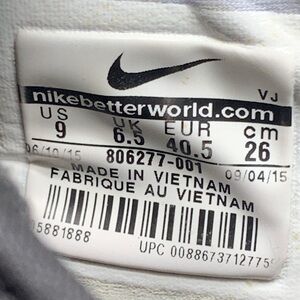 VJ
nikebetterworld.com
US UK EUR cm
9 6.5 40.5 26
06/10/15 806277-001 09/04/15
MADE IN VIETNAM
FABRIQUE AU VIETNAM
5881888
UPC 00886737127759